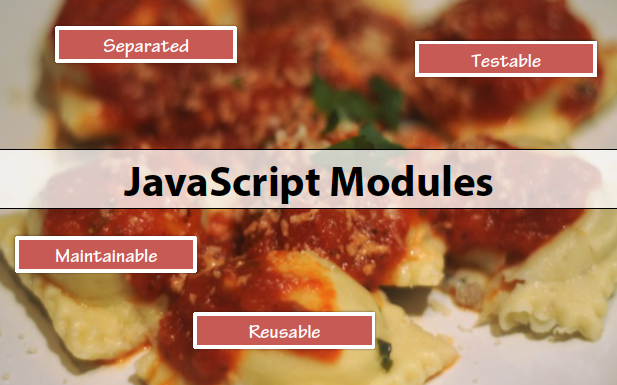 Separated
Testable
JavaScript Modules
Maintainable
Reusable